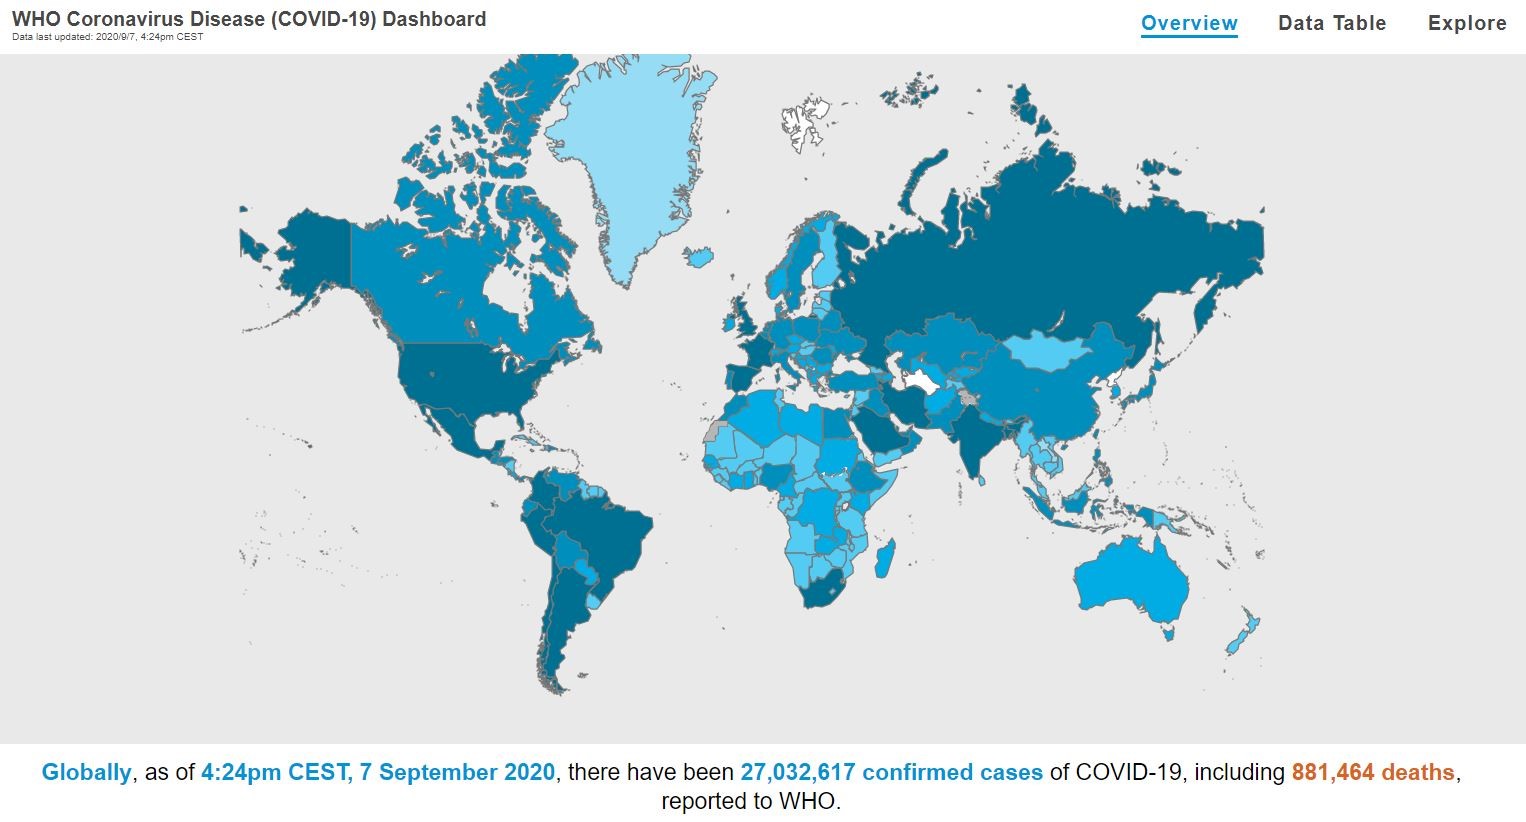 WHO Coronavirus Disease (COVID-19) Dashboard
Data last updated: 2020/9/7, 4:24pm CEST
Overview Data Table Explore
Globally, as of 4:24pm CEST, 7 September 2020, there have been 27,032,617 confirmed cases of COVID-19, including 881,464 deaths,
reported to WHO.